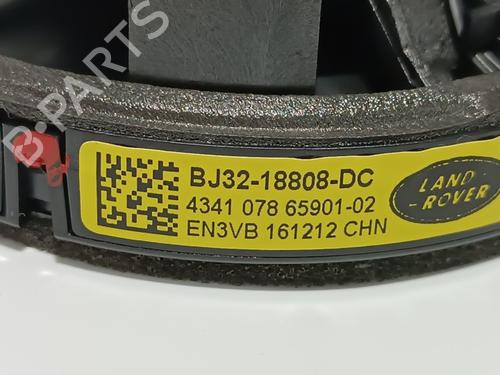 B-PARTS
BJ32-18808-DC
4341 078 65901-02
EN3VB 161212 CHN
LAND-
-ROVER